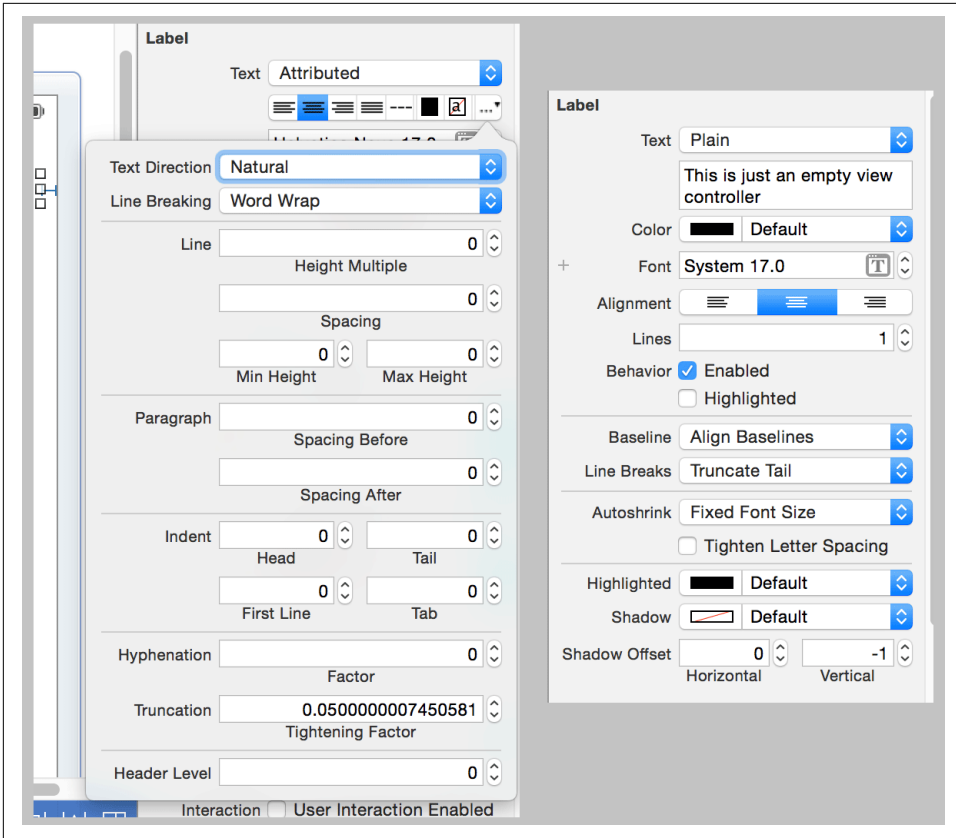 Label
Text Attributed
--- a ...
Text Direction Natural
Line Breaking Word Wrap
Line 0
Height Multiple
0
Spacing
0 0
Min Height Max Height
Paragraph 0
Spacing Before
0
Spacing After
Indent 0 0
Head Tail
0 0
First Line Tab
Hyphenation 0
Factor
Truncation 0.0500000007450581
Tightening Factor
Header Level 0
Interaction User Interaction Enabled
Label
Text Plain
This is just an empty view
controller
Color Default
+ Font System 17.0 T
Alignment
Lines 1
Behavior Enabled
Highlighted
Baseline Align Baselines
Line Breaks Truncate Tail
Autoshrink Fixed Font Size
Tighten Letter Spacing
Highlighted Default
Shadow Default
Shadow Offset 0 -1
Horizontal Vertical